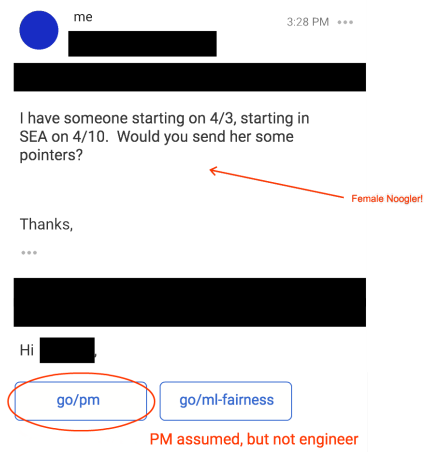 me
3:28 PM
I have someone starting on 4/3, starting in
SEA on 4/10. Would you send her some
pointers?
Female Noogler!
Thanks,
Hi
,
go/pm
go/ml-fairness
PM assumed, but not engineer